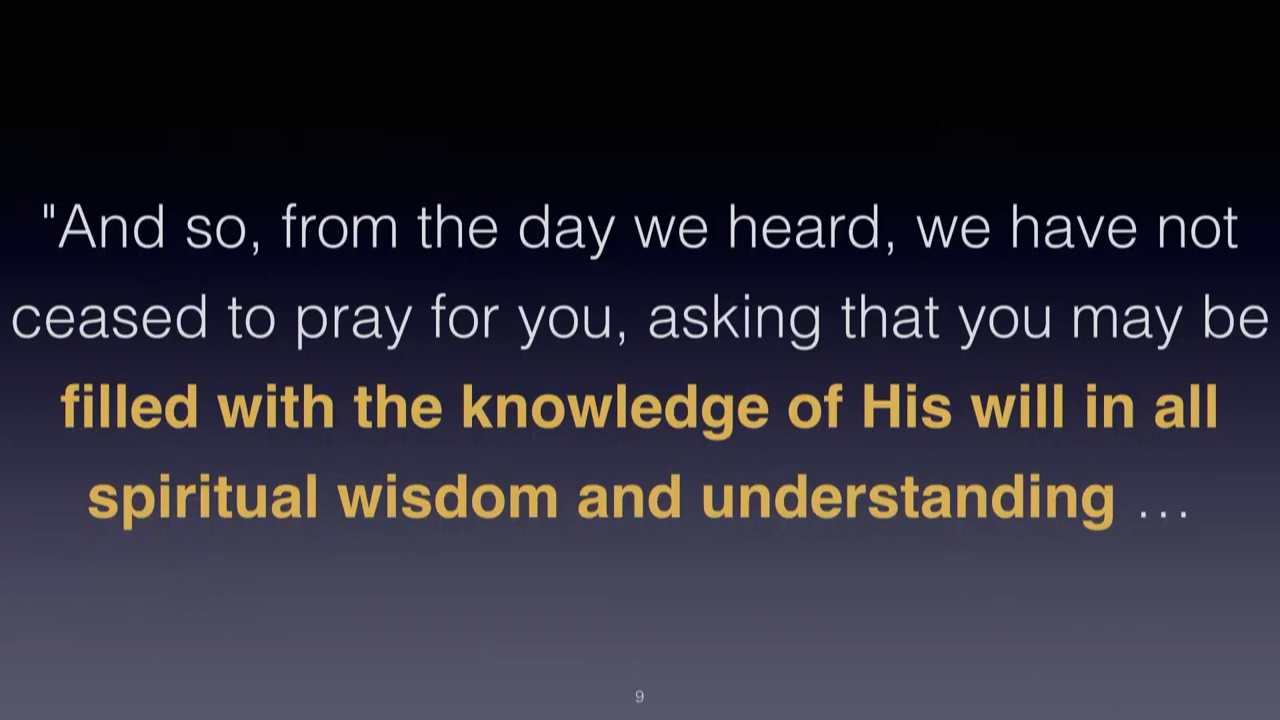 "And so, from the day we heard, we have not
ceased to pray for you, asking that you may be
filled with the knowledge of His will in all
spiritual wisdom and understanding ...
9